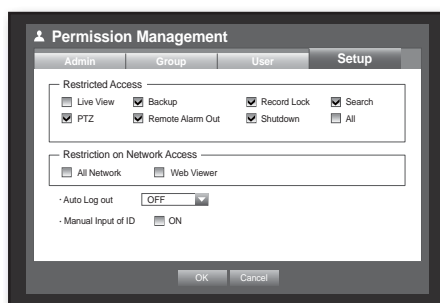 Permission Management
Admin Group User Setup
Restricted Access
Live View Backup Record Lock Search
PTZ Remote Alarm Out Shutdown All
Restriction on Network Access
All Network Web Viewer
· Auto Log out OFF
· Manual Input of ID ON
OK Cancel